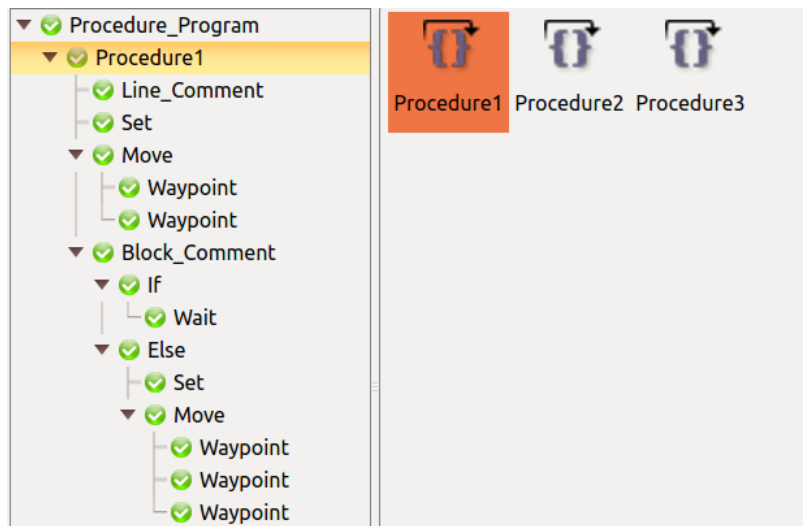 Procedure_Program
Procedure1
Line_Comment
Set
Move
Waypoint
Waypoint
Block_Comment
If
Wait
Else
Set
Move
Waypoint
Waypoint
Waypoint
Procedure1 Procedure2 Procedure3